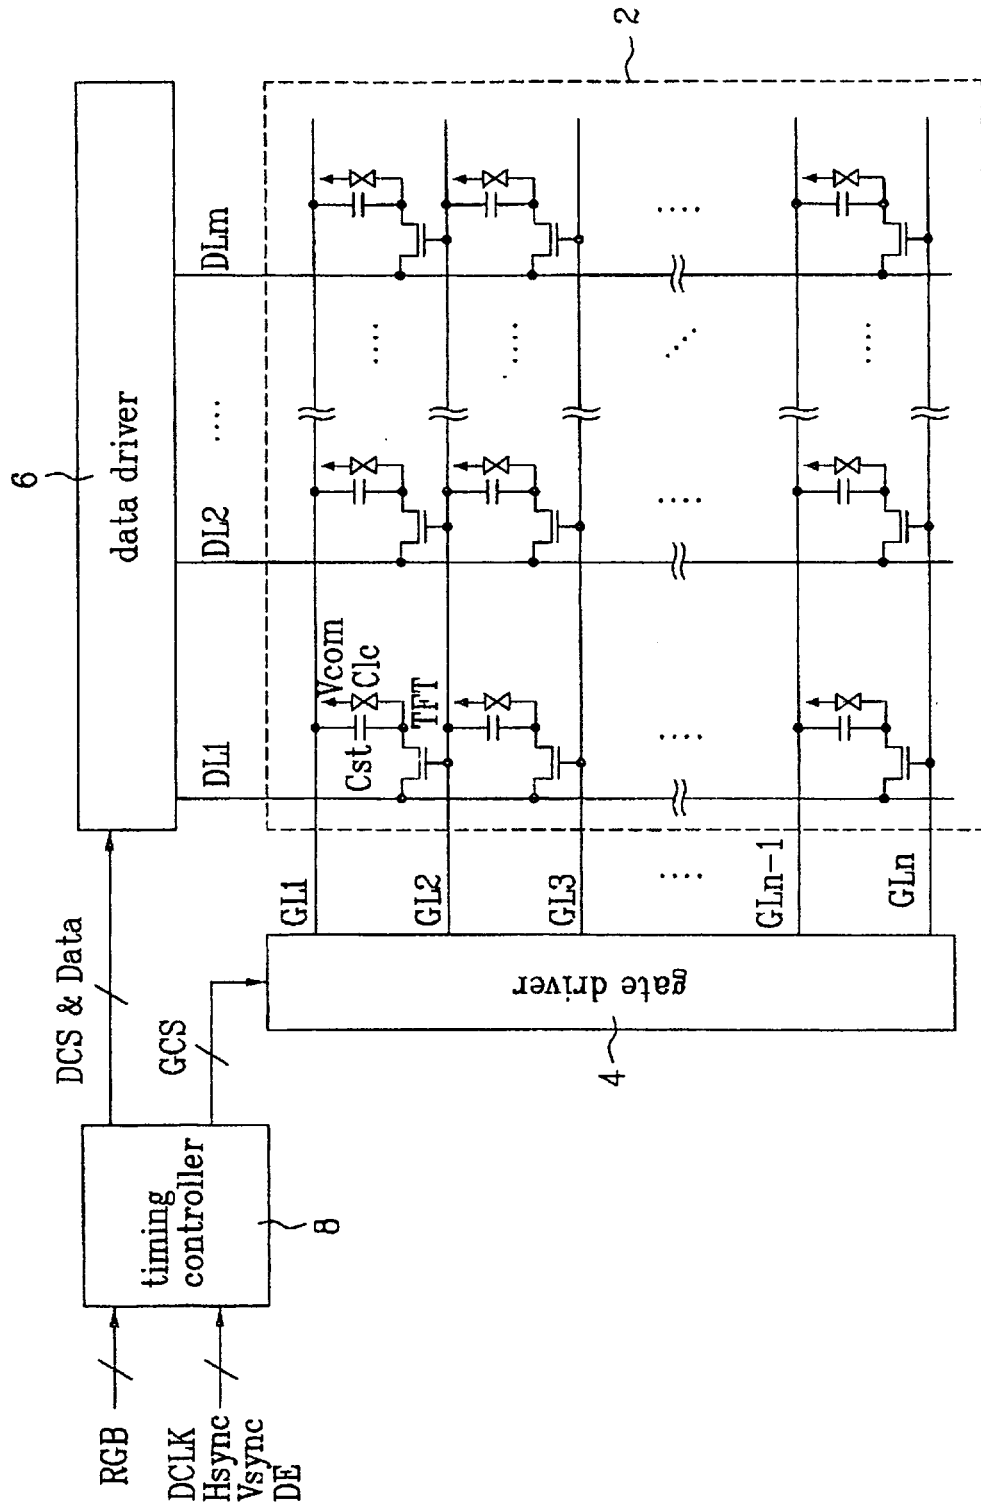 6
data driver
2
DL1
DL2
....
DLm
RGB
DCLK
Hsync
Vsync
DE
timing
controller
8
DCS & Data
GCS
gate driver
4
GL1
GL2
GL3
....
GLn-1
GLn
Vcom
Clc
Cst
TFT